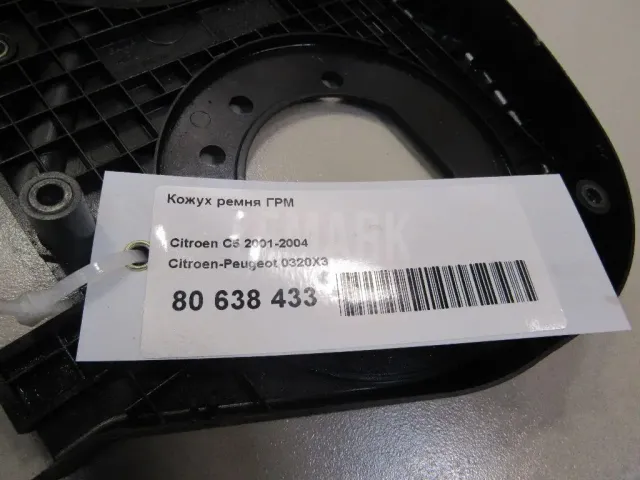 Кожух ремня ГРМ
Citroen C5 2001-2004
Citroen-Peugeot 0320X3
80 638 433